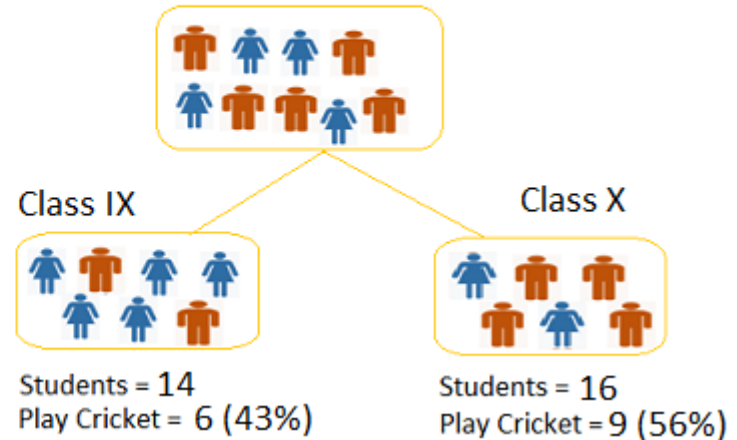 Class IX
Class X
Students = 14
Play Cricket = 6 (43%)
Students = 16
Play Cricket = 9 (56%)